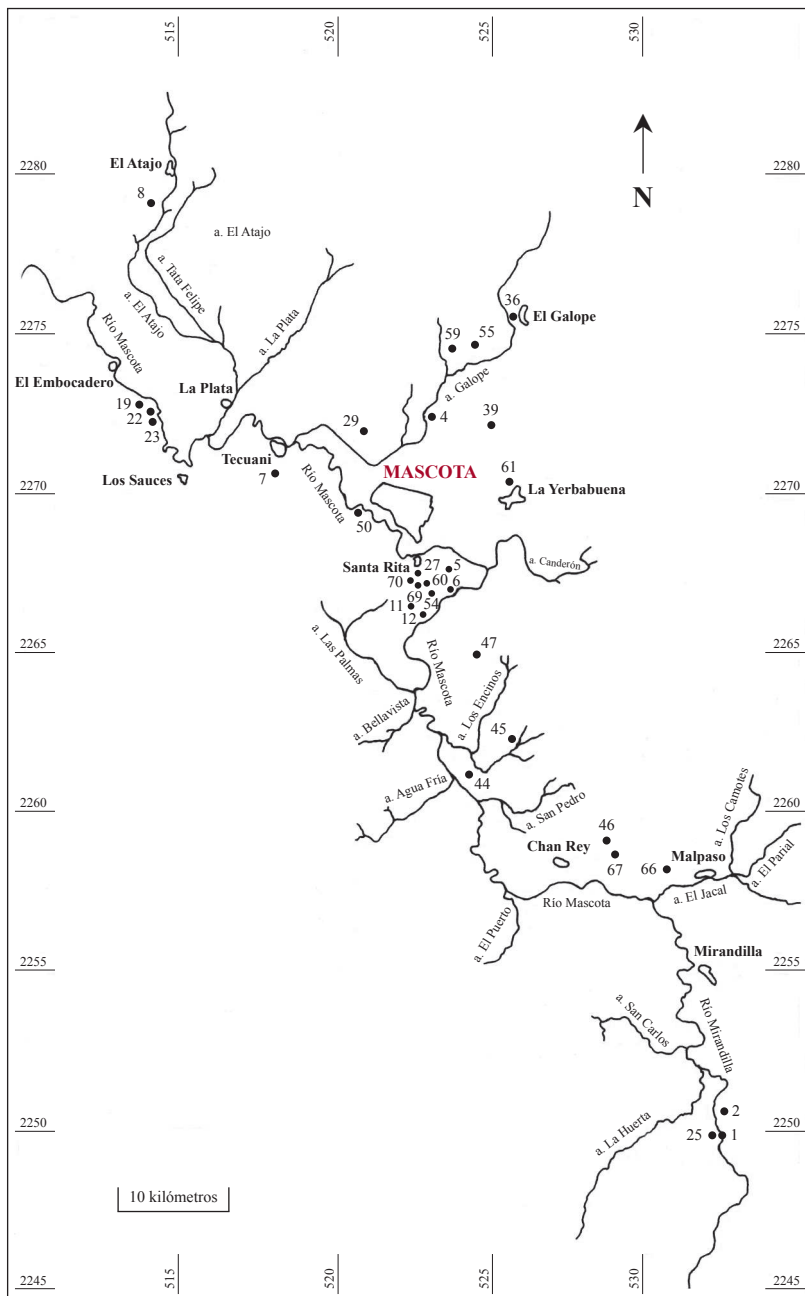 515
520
525
530
2280
2280
El Atajo
8
N
a. El Atajo
a. Tata Felipe
a. El Atajo
a. La Plata
36
El Galope
2275
2275
59
55
Río Mascota
El Embocadero
La Plata
a. Galope
19
22
23
29
4
39
Tecuani
Los Sauces
7
MASCOTA
61
La Yerbabuena
2270
2270
Río Mascota
50
Santa Rita
27
5
a. Canderón
70
60
6
69
54
11
12
2265
2265
a. Las Palmas
Río Mascota
47
a. Bellavista
a. Los Encinos
45
44
a. Agua Fría
a. San Pedro
2260
2260
a. Los Camotes
46
Chan Rey
67
66
Malpaso
a. El Parial
a. El Jacal
Río Mascota
a. El Puerto
2255
2255
Mirandilla
a. San Carlos
Río Mirandilla
2
2250
2250
25
1
a. La Huerta
10 kilómetros
2245
2245
515
520
525
530